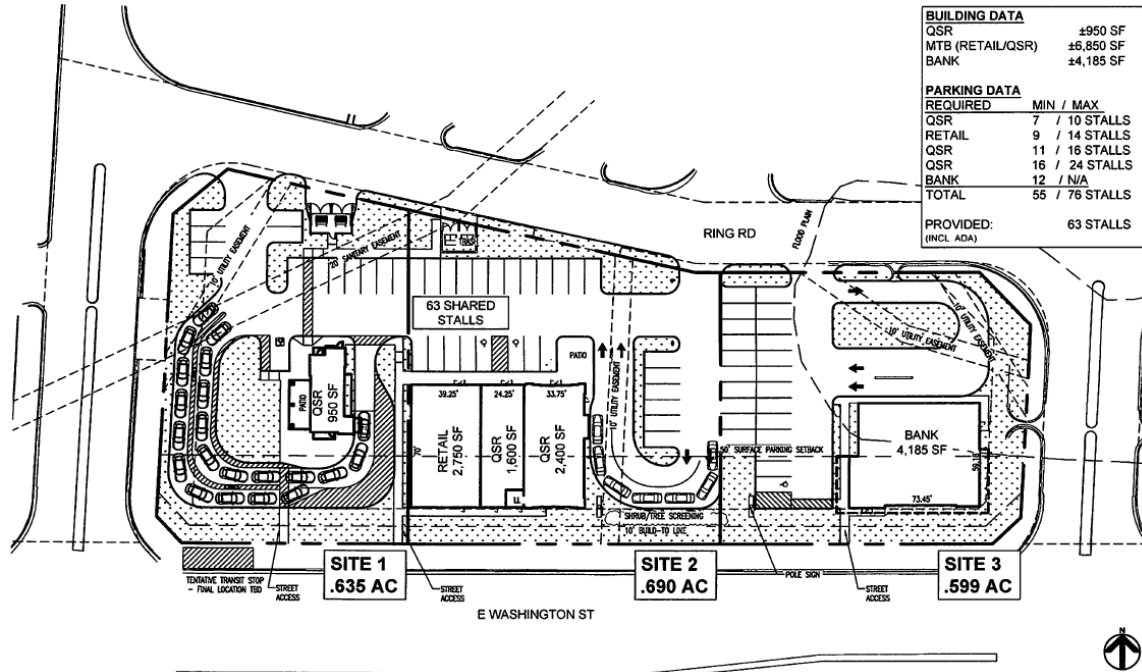 BUILDING DATA
QSR ±950 SF
MTB (RETAIL/QSR) ±6,850 SF
BANK ±4,185 SF
PARKING DATA
REQUIRED MIN / MAX
QSR 7 / 10 STALLS
RETAIL 9 / 14 STALLS
QSR 11 / 16 STALLS
QSR 16 / 24 STALLS
BANK 12 / N/A
TOTAL 55 / 76 STALLS
PROVIDED: 63 STALLS
(INCL ADA)
RING RD
FLOOD PLAIN
10' UTILITY EASEMENT
20' SANITARY EASEMENT
63 SHARED
STALLS
10' UTILITY EASEMENT
10' UTILITY EASEMENT
PATIO
QSR
950 SF
PATIO
39.25'
24.25'
33.75'
70'
RETAIL
2,750 SF
QSR
1,600 SF
QSR
2,400 SF
10' UTILITY EASEMENT
50' SURFACE PARKING SETBACK
BANK
4,185 SF
73.45'
SHRUB/TREE SCREENING
10' BUILD-TO LINE
SITE 1
.635 AC
SITE 2
.690 AC
SITE 3
.599 AC
TENTATIVE TRANSIT STOP
- FINAL LOCATION TBD
STREET
ACCESS
STREET
ACCESS
POLE SIGN
STREET
ACCESS
E WASHINGTON ST
N